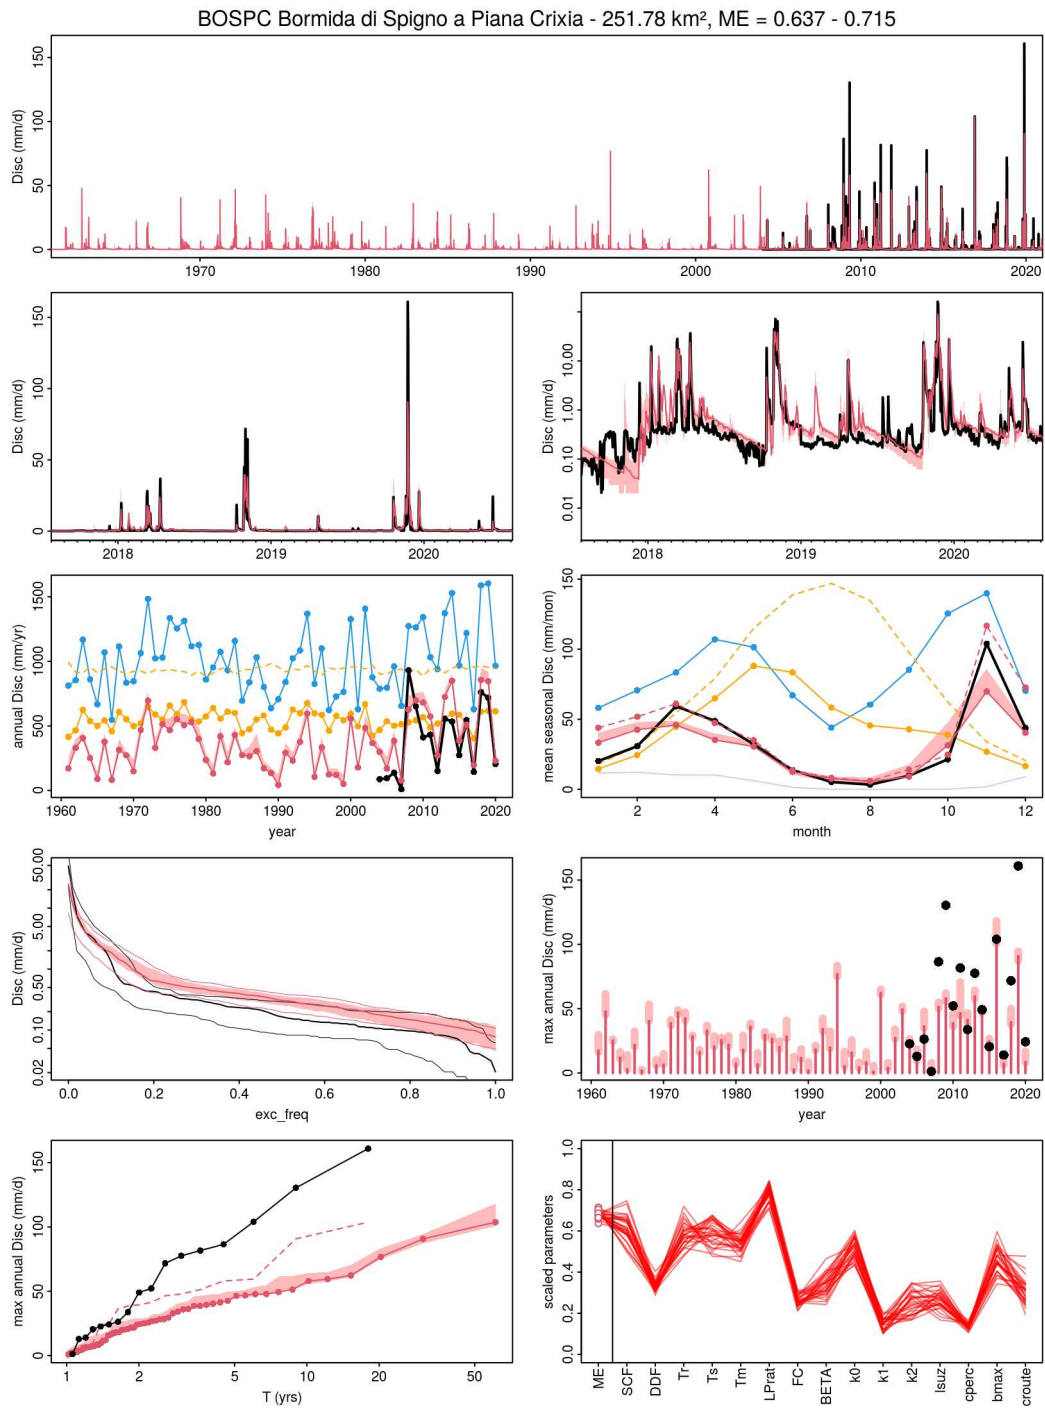 BOSPC Bormida di Spigno a Piana Crixia - 251.78 km², ME = 0.637 - 0.715
Disc (mm/d)
0 50 100 150
1970 1980 1990 2000 2010 2020
Disc (mm/d)
0 50 100 150
2018 2019 2020
Disc (mm/d)
0.01 0.10 1.00 10.00
2018 2019 2020
annual Disc (mm/yr)
0 500 1000 1500
1960 1970 1980 1990 2000 2010 2020
year
mean seasonal Disc (mm/mon)
0 50 100 150
2 4 6 8 10 12
month
Disc (mm/d)
0.02 0.10 0.50 5.00 50.00
0.0 0.2 0.4 0.6 0.8 1.0
exc_freq
max annual Disc (mm/d)
0 50 100 150
1960 1970 1980 1990 2000 2010 2020
year
max annual Disc (mm/d)
0 50 100 150
1 2 5 10 20 50
T (yrs)
scaled parameters
0.0 0.2 0.4 0.6 0.8 1.0
ME SCF DDF Tr Ts Tm LPrat FC BETA k0 k1 k2 lsuz cperc bmax croute